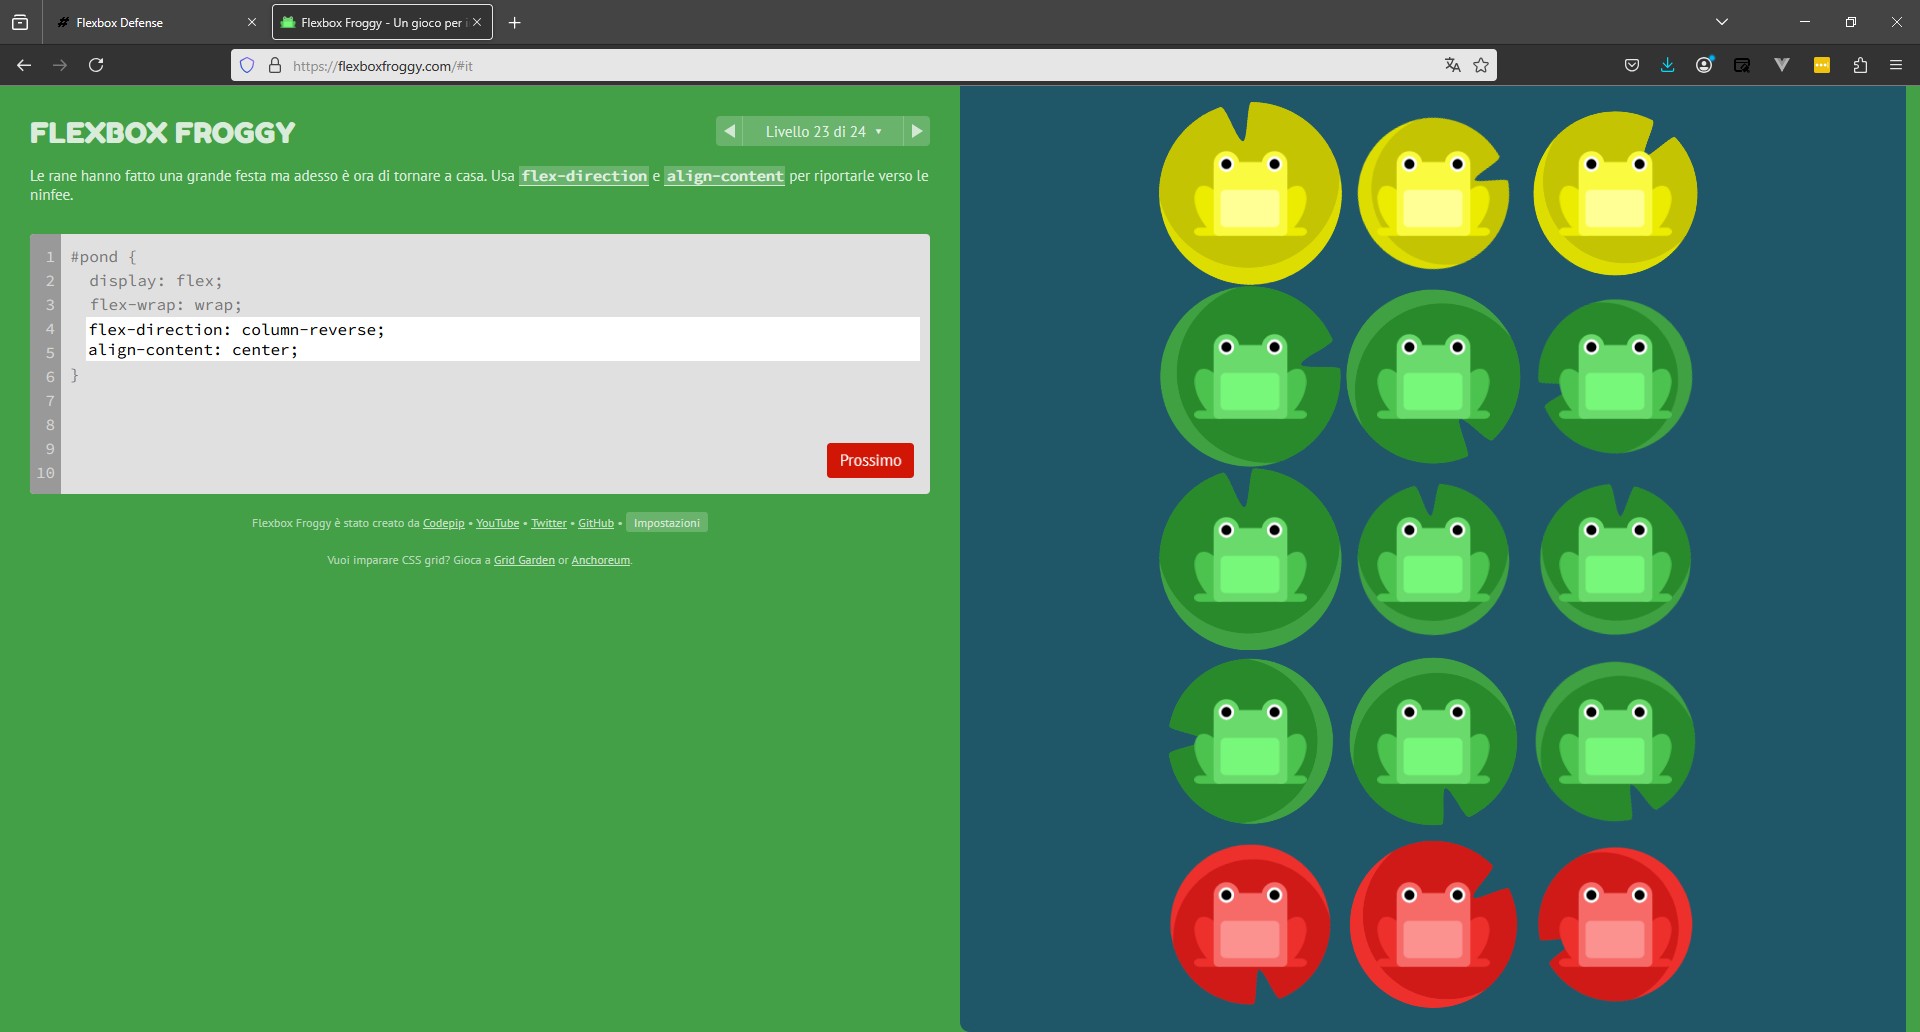 Flexbox Defense
Flexbox Froggy - Un gioco per i
https://flexboxfroggy.com/#it
FLEXBOX FROGGY
Livello 23 di 24
Le rane hanno fatto una grande festa ma adesso è ora di tornare a casa. Usa flex-direction e align-content per riportarle verso le
ninfee.
1 #pond {
2 display: flex;
3 flex-wrap: wrap;
4 flex-direction: column-reverse;
5 align-content: center;
6 }
7
8
9
10
Prossimo
Flexbox Froggy è stato creato da Codepip • YouTube • Twitter • GitHub • Impostazioni
Vuoi imparare CSS grid? Gioca a Grid Garden or Anchoreum.